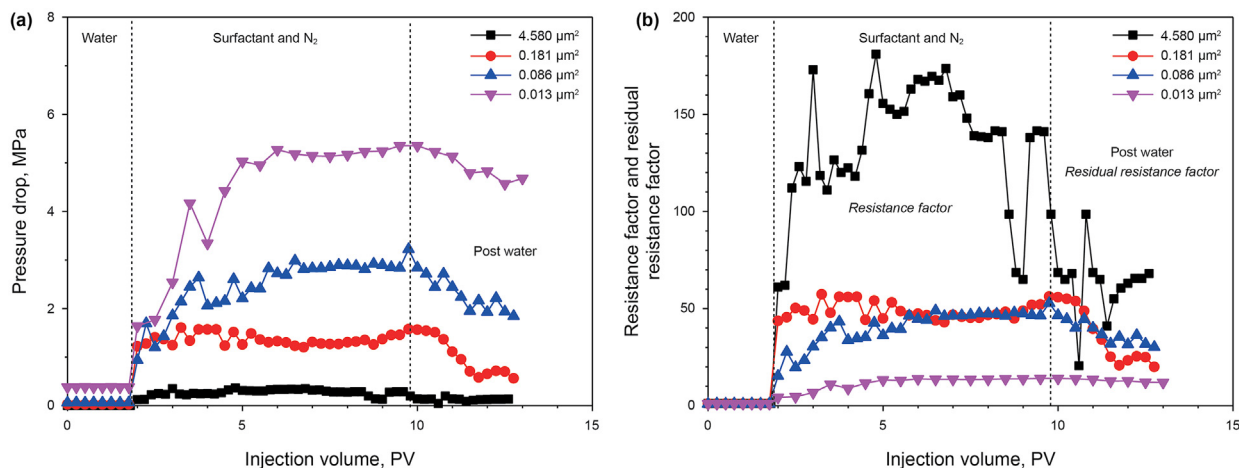 (a)
Water
Surfactant and N₂
4.580 μm²
0.181 μm²
0.086 μm²
0.013 μm²
Post water
Pressure drop, MPa
8
6
4
2
0
0 5 10 15
Injection volume, PV
(b)
Water
Surfactant and N₂
4.580 μm²
0.181 μm²
0.086 μm²
0.013 μm²
Post water
Residual resistance factor
Resistance factor
Resistance factor and residual
resistance factor
200
150
100
50
0
0 5 10 15
Injection volume, PV